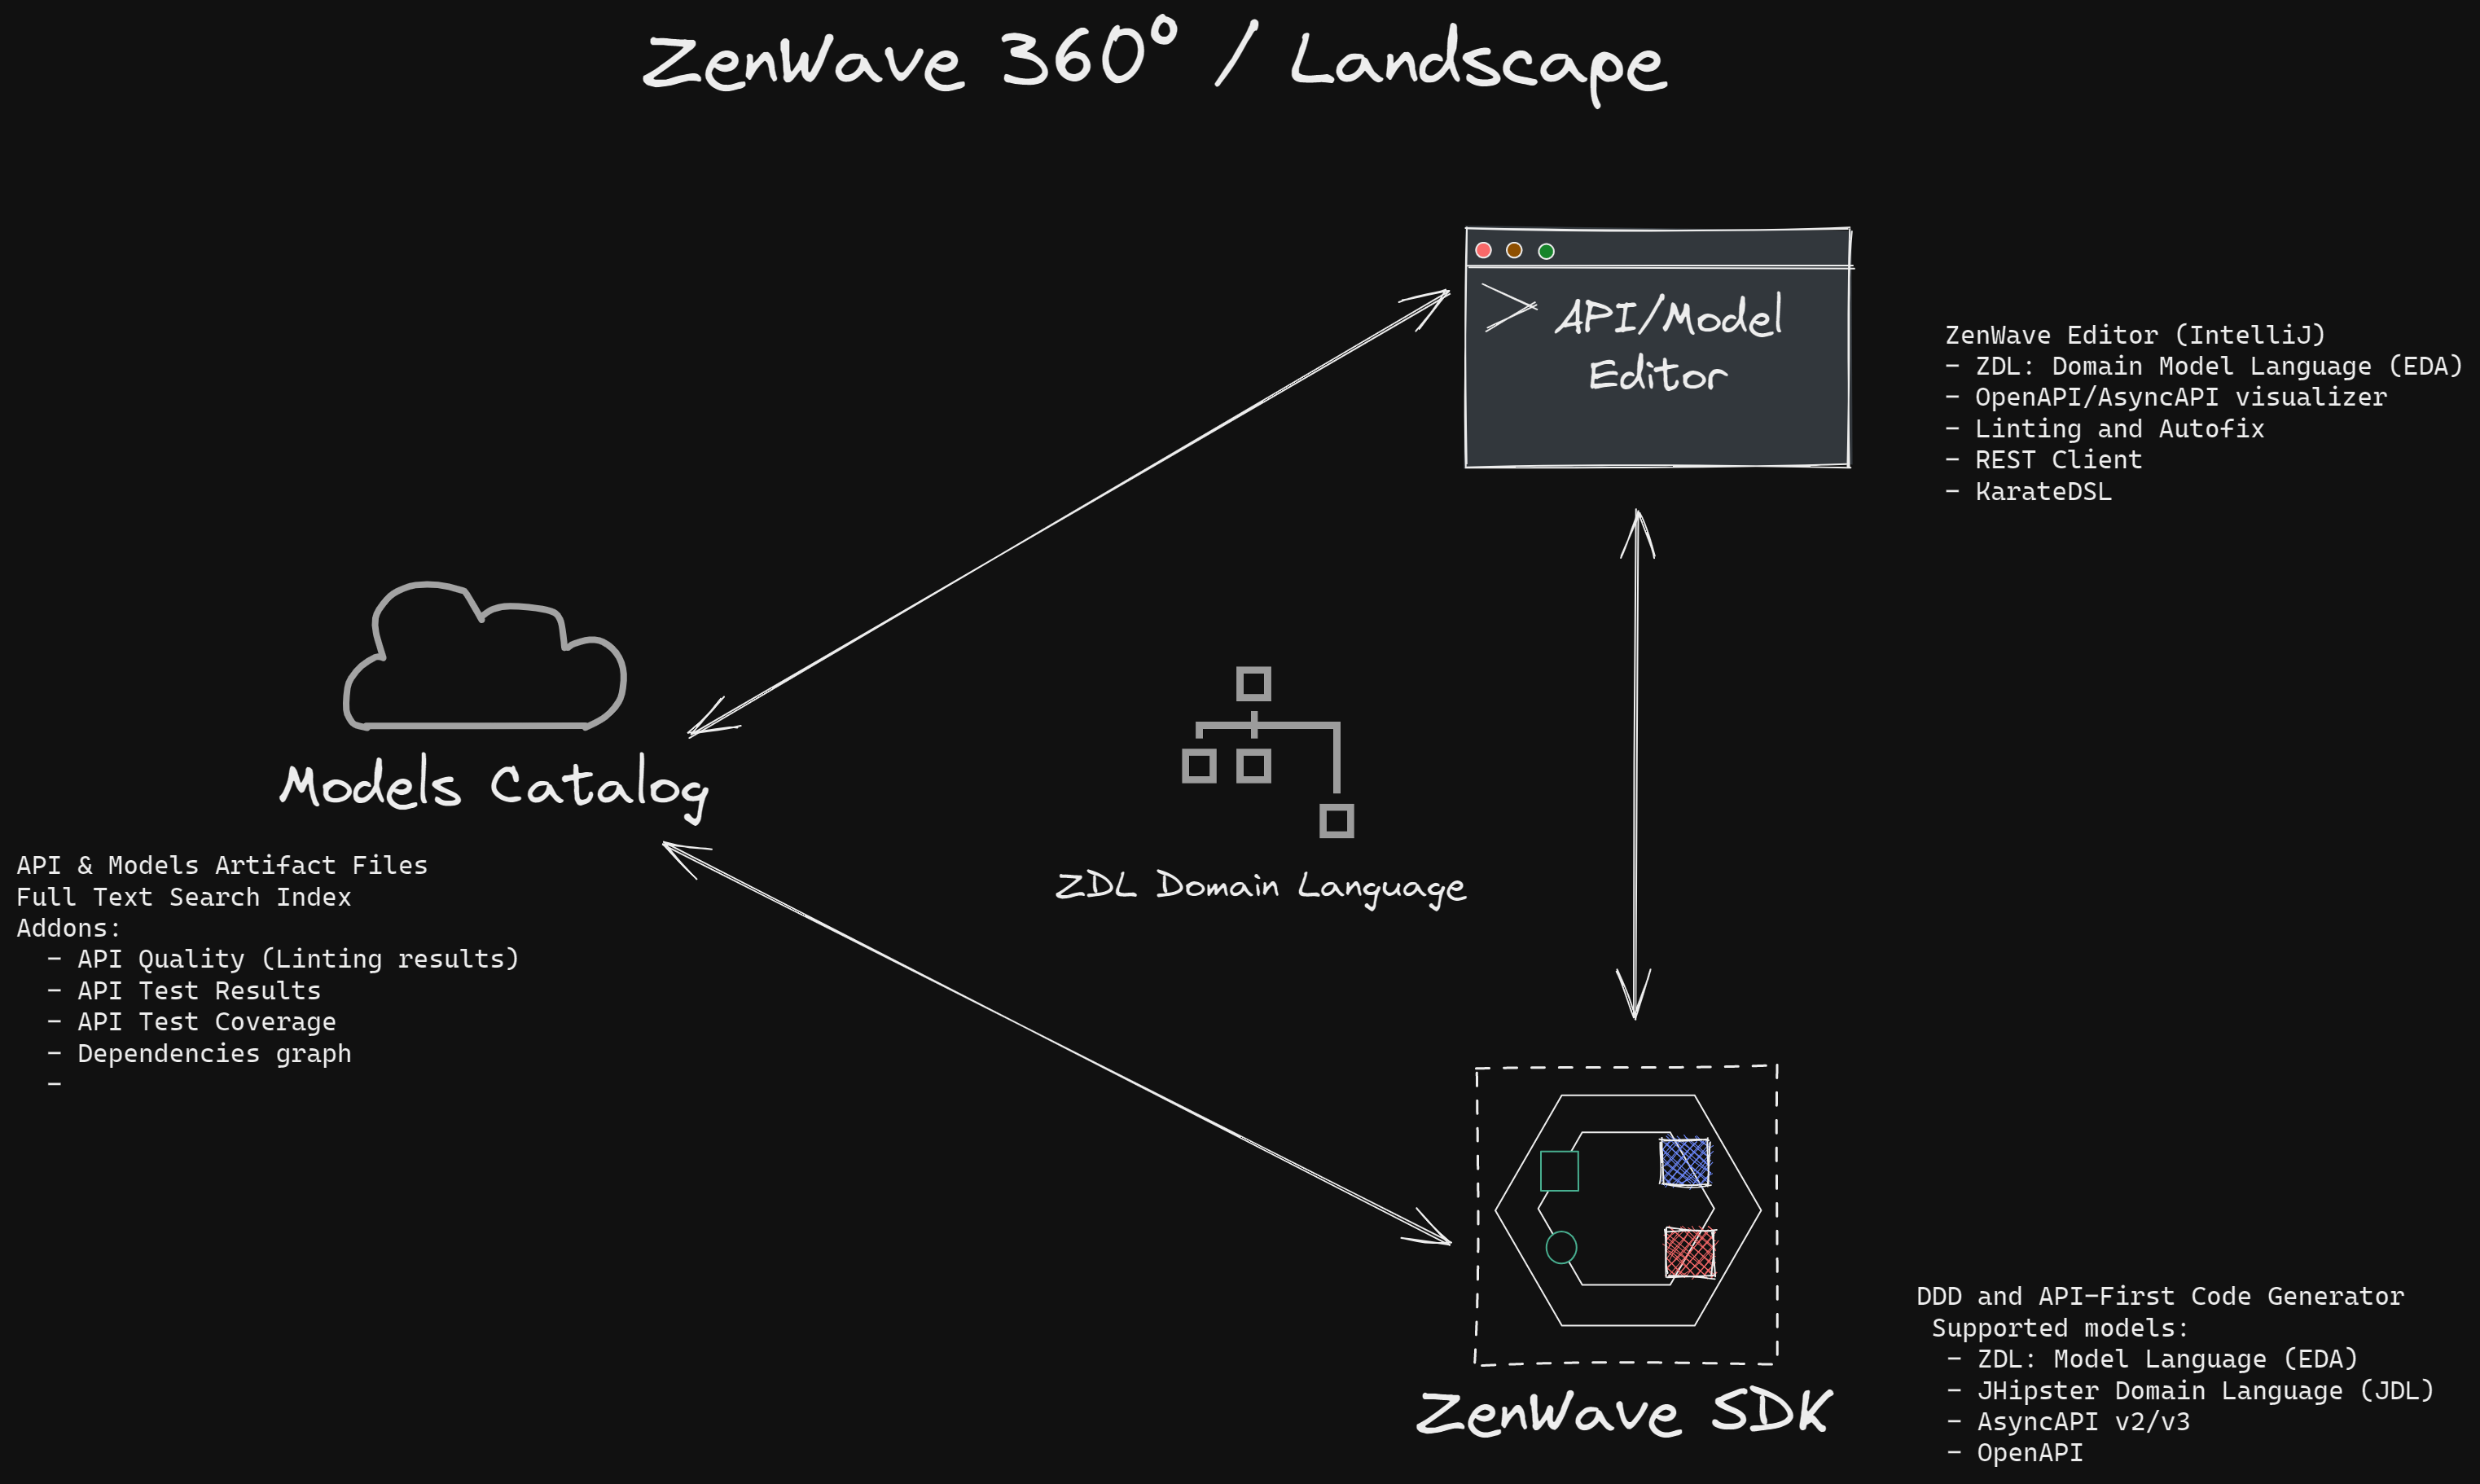 ZenWave 360º / Landscape
API/Model
Editor
ZenWave Editor (IntelliJ)
- ZDL: Domain Model Language (EDA)
- OpenAPI/AsyncAPI visualizer
- Linting and Autofix
- REST Client
- KarateDSL
Models Catalog
API & Models Artifact Files
Full Text Search Index
Addons:
- API Quality (Linting results)
- API Test Results
- API Test Coverage
- Dependencies graph
-
ZDL Domain Language
ZenWave SDK
DDD and API-First Code Generator
Supported models:
- ZDL: Model Language (EDA)
- JHipster Domain Language (JDL)
- AsyncAPI v2/v3
- OpenAPI